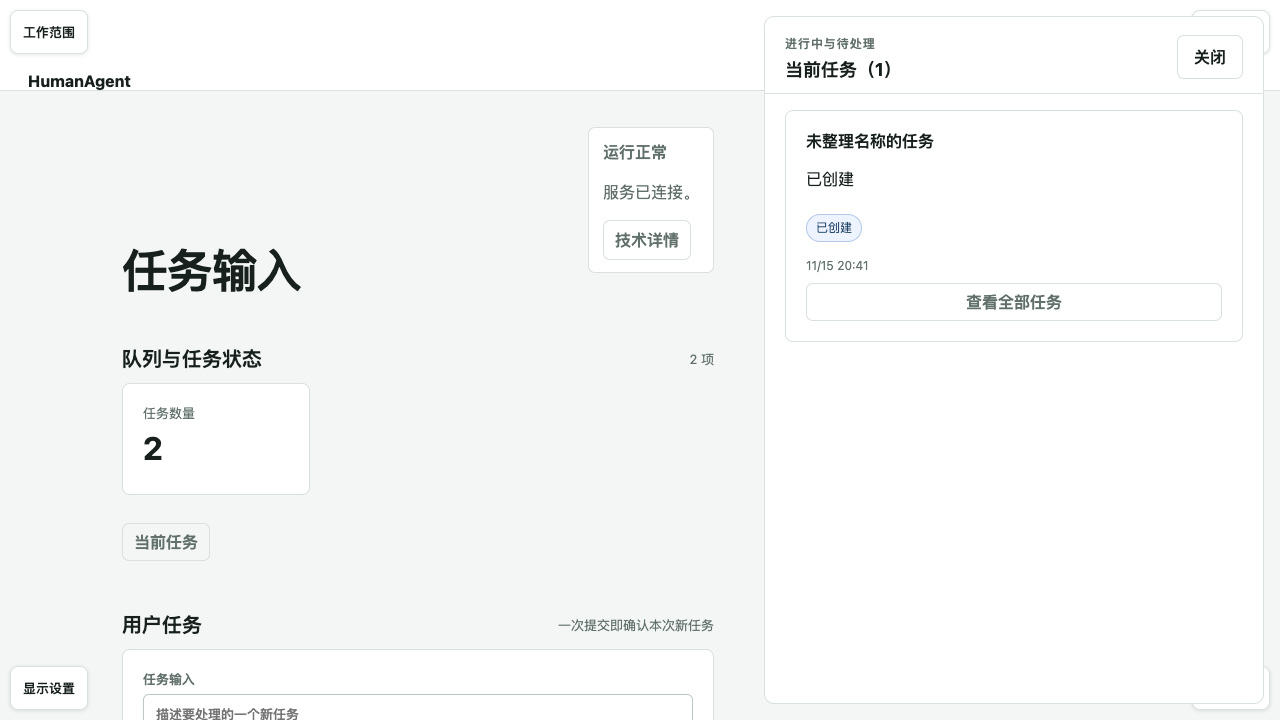 工作范围
HumanAgent
运行正常
服务已连接。
技术详情
任务输入
队列与任务状态
2 项
任务数量
2
当前任务
用户任务
一次提交即确认本次新任务
任务输入
描述要处理的一个新任务
显示设置
进行中与待处理
当前任务（1）
关闭
未整理名称的任务
已创建
已创建
11/15 20:41
查看全部任务